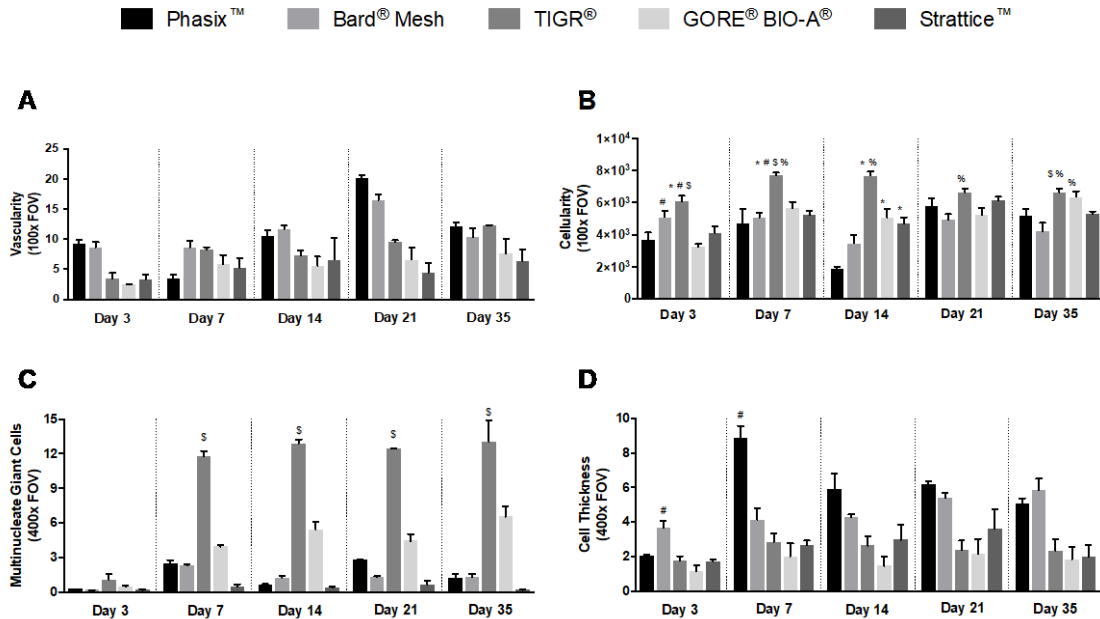 Phasix™ Bard® Mesh TIGR® GORE® BIO-A® Strattice™
A
Vascularity
(100x FOV)
25
20
15
10
5
0
Day 3 Day 7 Day 14 Day 21 Day 35
B
Cellularity
(100x FOV)
1×10⁴
8×10³
6×10³
4×10³
2×10³
0
# * # $ * # $ % * % * * % $ % %
Day 3 Day 7 Day 14 Day 21 Day 35
C
Multinucleate Giant Cells
(400x FOV)
15
12
9
6
3
0
$ $ $ $
Day 3 Day 7 Day 14 Day 21 Day 35
D
Cell Thickness
(400x FOV)
10
8
6
4
2
0
# #
Day 3 Day 7 Day 14 Day 21 Day 35